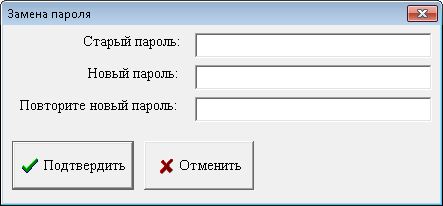 Замена пароля
Старый пароль:
Новый пароль:
Повторите новый пароль:
Подтвердить Отменить